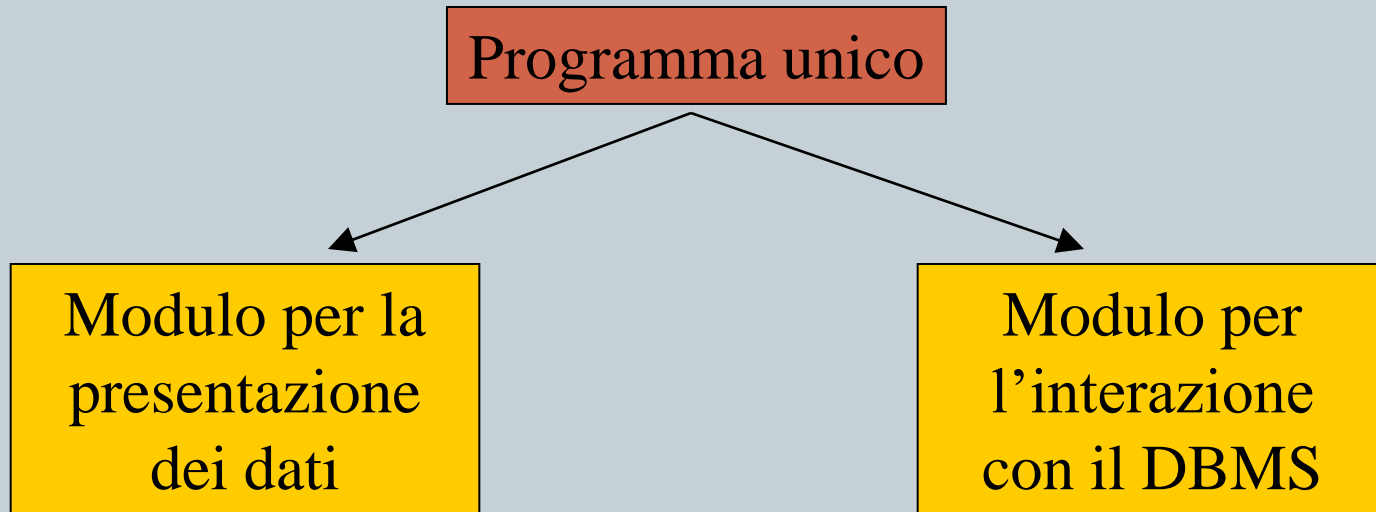 Programma unico
Modulo per la
presentazione
dei dati
Modulo per
l’interazione
con il DBMS